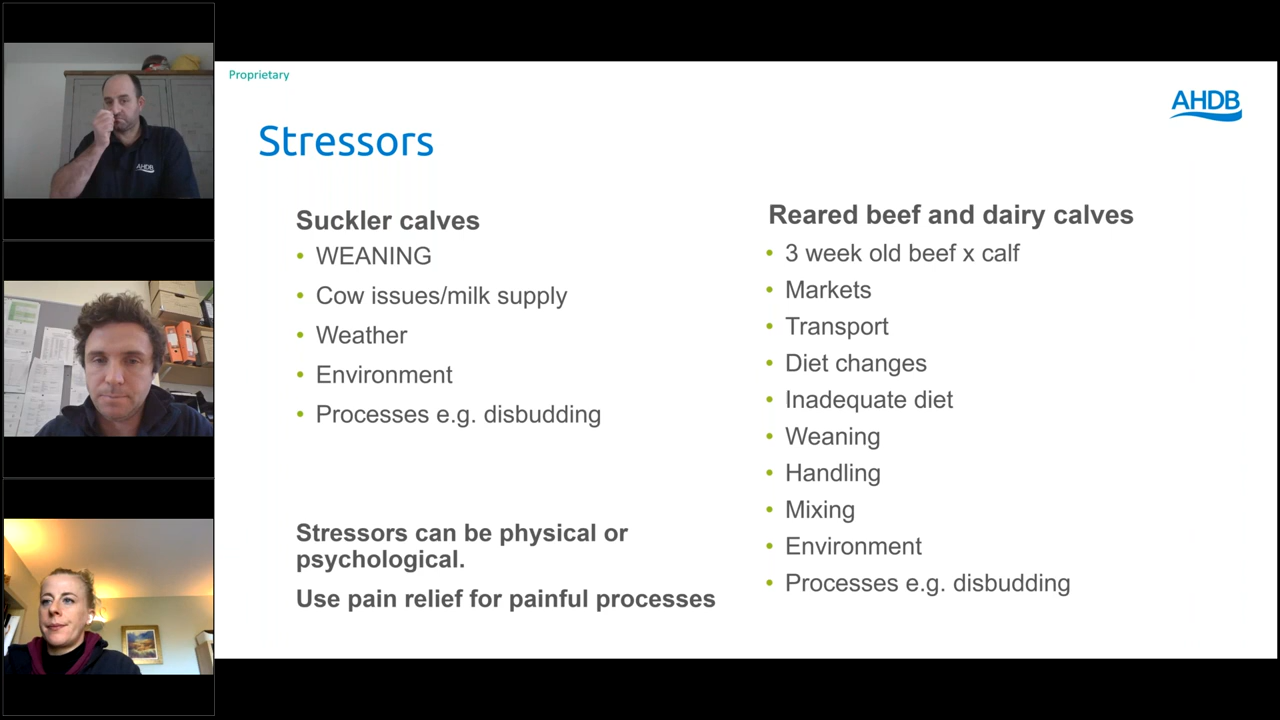 Proprietary
AHDB
Stressors
Suckler calves
• WEANING
• Cow issues/milk supply
• Weather
• Environment
• Processes e.g. disbudding
Stressors can be physical or
psychological.
Use pain relief for painful processes
Reared beef and dairy calves
• 3 week old beef x calf
• Markets
• Transport
• Diet changes
• Inadequate diet
• Weaning
• Handling
• Mixing
• Environment
• Processes e.g. disbudding
AHDB